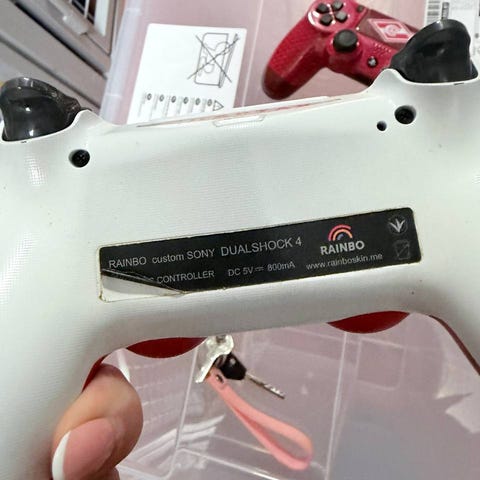 RAINBO custom SONY DUALSHOCK 4
CONTROLLER DC 5V⎓ 800mA
RAINBO
www.rainboskin.me